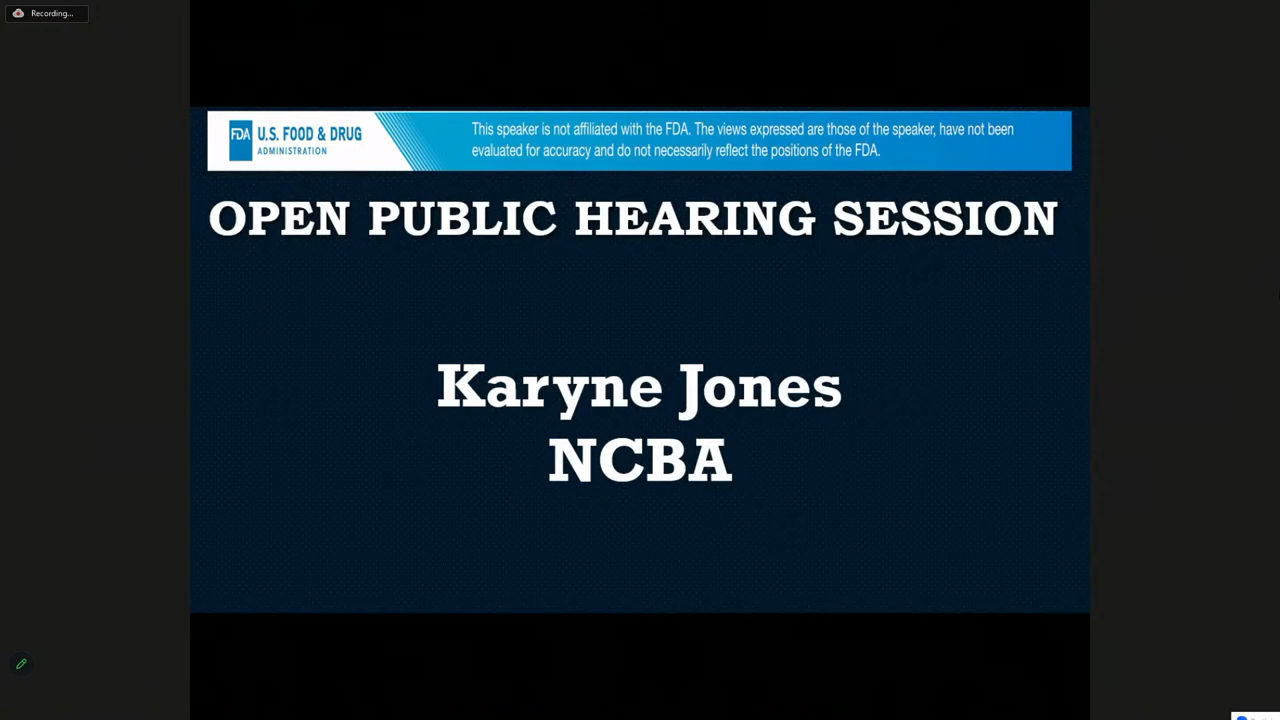 Recording...
FDA
U.S. FOOD & DRUG
ADMINISTRATION
This speaker is not affiliated with the FDA. The views expressed are those of the speaker, have not been
evaluated for accuracy and do not necessarily reflect the positions of the FDA.
OPEN PUBLIC HEARING SESSION
Karyne Jones
NCBA